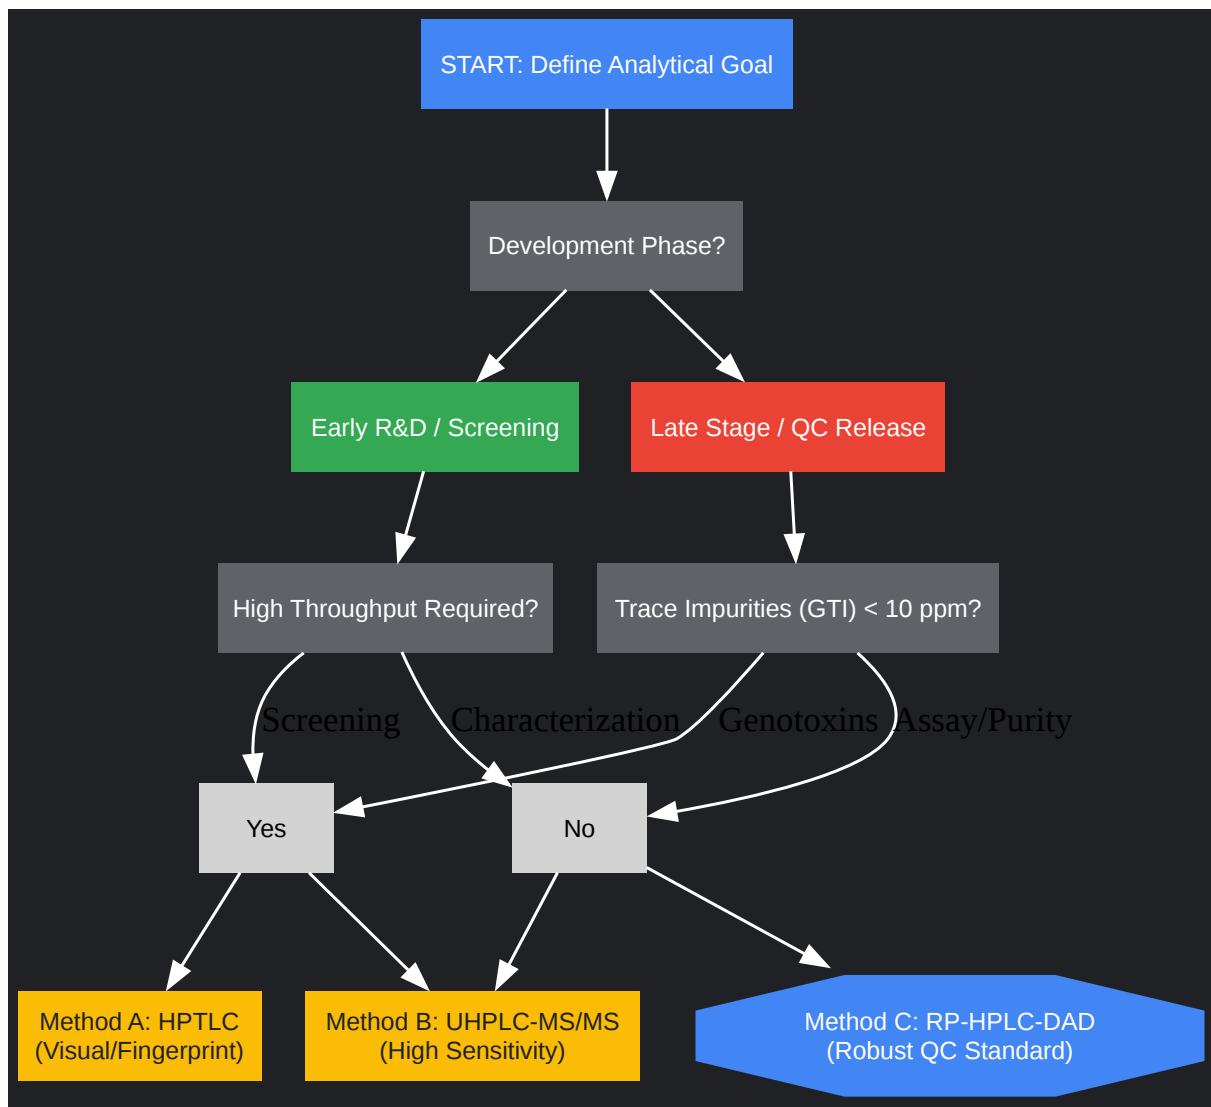 START: Define Analytical Goal
Development Phase?
Early R&D / Screening
Late Stage / QC Release
High Throughput Required?
Trace Impurities (GTI) < 10 ppm?
Screening
Characterization
Genotoxins
Assay/Purity
Yes
No
Method A: HPTLC
(Visual/Fingerprint)
Method B: UHPLC-MS/MS
(High Sensitivity)
Method C: RP-HPLC-DAD
(Robust QC Standard)